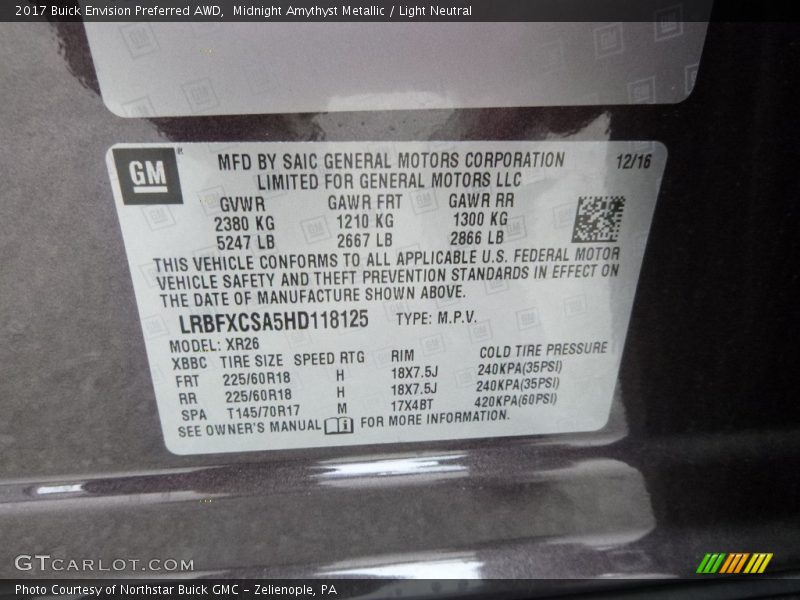 2017 Buick Envision Preferred AWD, Midnight Amythyst Metallic / Light Neutral
GM
MFD BY SAIC GENERAL MOTORS CORPORATION 12/16
LIMITED FOR GENERAL MOTORS LLC
GVWR GAWR FRT GAWR RR
2380 KG 1210 KG 1300 KG
5247 LB 2667 LB 2866 LB
THIS VEHICLE CONFORMS TO ALL APPLICABLE U.S. FEDERAL MOTOR
VEHICLE SAFETY AND THEFT PREVENTION STANDARDS IN EFFECT ON
THE DATE OF MANUFACTURE SHOWN ABOVE.
LRBFXCSA5HD118125 TYPE: M.P.V.
MODEL: XR26
XBBC TIRE SIZE SPEED RTG RIM COLD TIRE PRESSURE
FRT 225/60R18 H 18X7.5J 240KPA(35PSI)
RR 225/60R18 H 18X7.5J 240KPA(35PSI)
SPA T145/70R17 M 17X4BT 420KPA(60PSI)
SEE OWNER'S MANUAL FOR MORE INFORMATION.
GTCARLOT.COM
Photo Courtesy of Northstar Buick GMC - Zelienople, PA